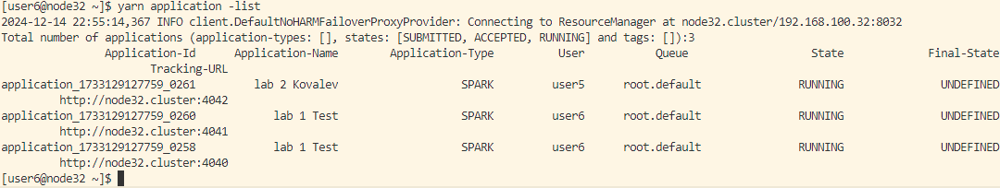 [user6@node32 ~]$ yarn application -list
2024-12-14 22:55:14,367 INFO client.DefaultNoHARMFailoverProxyProvider: Connecting to ResourceManager at node32.cluster/192.168.100.32:8032
Total number of applications (application-types: [], states: [SUBMITTED, ACCEPTED, RUNNING] and tags: []):3
Application-Id Application-Name Application-Type User Queue State Final-State
Tracking-URL
application_1733129127759_0261 lab 2 Kovalev SPARK user5 root.default RUNNING UNDEFINED
http://node32.cluster:4042
application_1733129127759_0260 lab 1 Test SPARK user6 root.default RUNNING UNDEFINED
http://node32.cluster:4041
application_1733129127759_0258 lab 1 Test SPARK user6 root.default RUNNING UNDEFINED
http://node32.cluster:4040
[user6@node32 ~]$